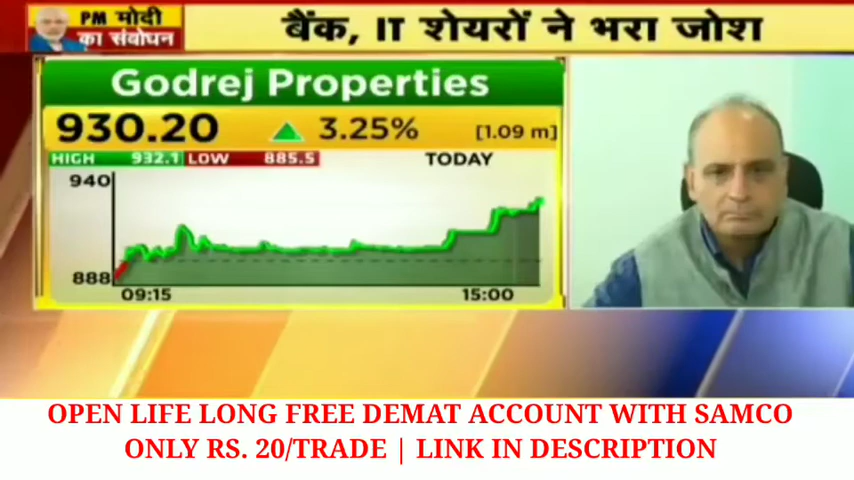 PM मोदी
का संबोधन
बैंक, IT शेयरों ने भरा जोश
Godrej Properties
930.20 3.25% [1.09 m]
HIGH 932.1 LOW 885.5 TODAY
940
888
09:15 15:00
OPEN LIFE LONG FREE DEMAT ACCOUNT WITH SAMCO
ONLY RS. 20/TRADE | LINK IN DESCRIPTION